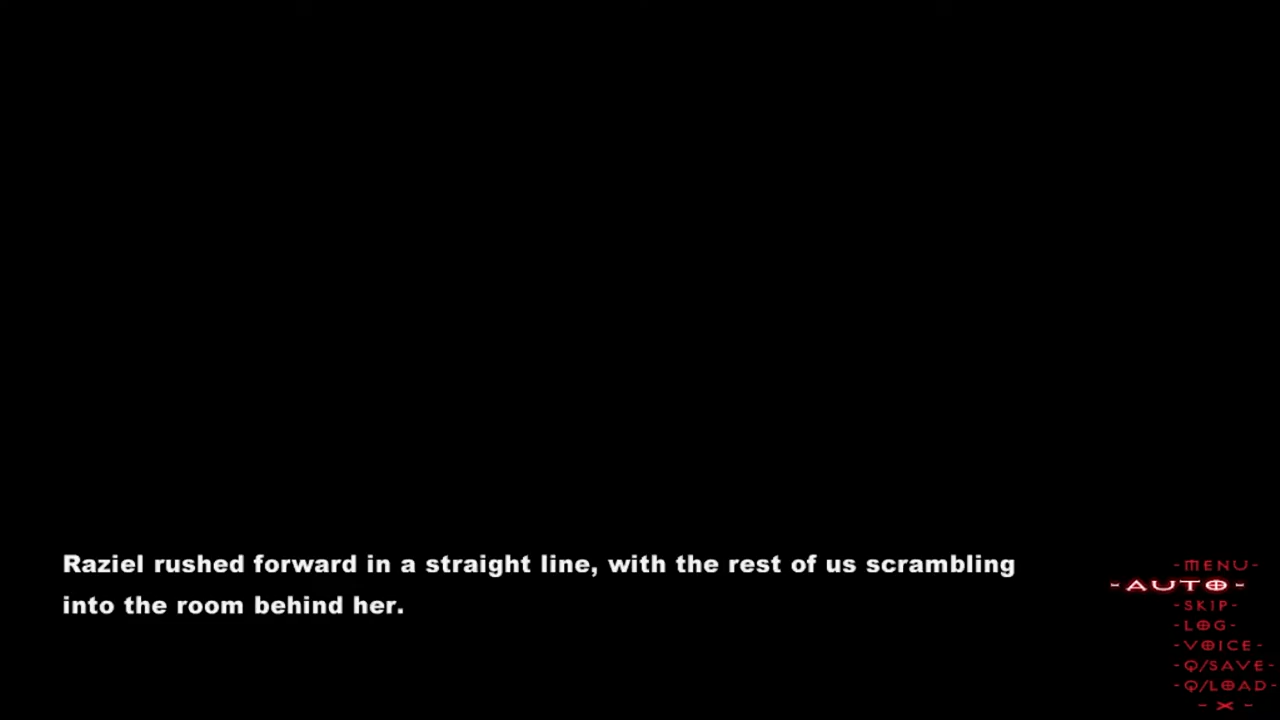 Raziel rushed forward in a straight line, with the rest of us scrambling
into the room behind her.
-MENU-
-AUTO-
-SKIP-
-LOG-
-VOICE-
-Q/SAVE-
-Q/LOAD-
-X-